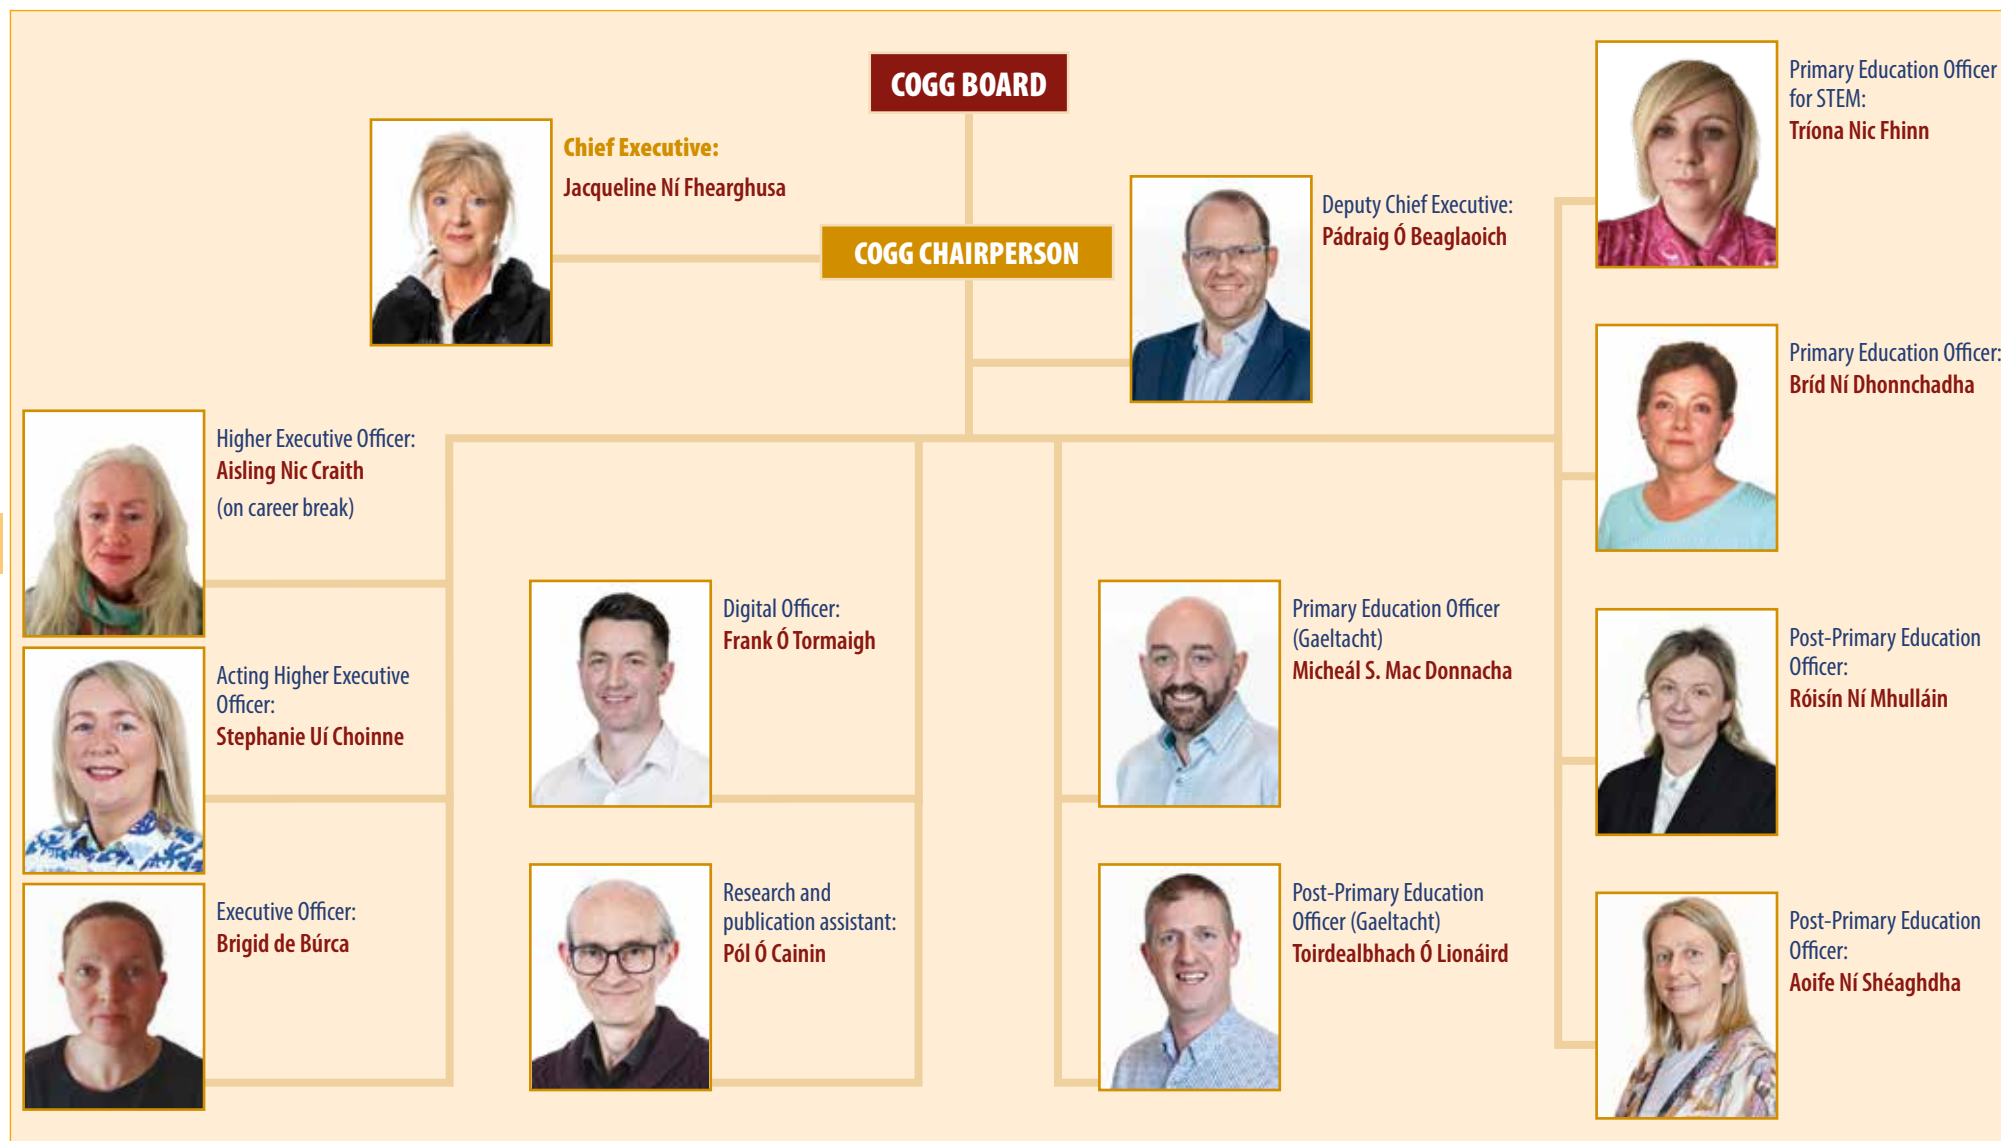 COGG BOARD
Chief Executive:
Jacqueline Ní Fhearghusa
COGG CHAIRPERSON
Deputy Chief Executive:
Pádraig Ó Beaglaoich
Primary Education Officer
for STEM:
Tríona Nic Fhinn
Primary Education Officer:
Bríd Ní Dhonnchadha
Higher Executive Officer:
Aisling Nic Craith
(on career break)
Acting Higher Executive
Officer:
Stephanie Uí Choinne
Executive Officer:
Brigid de Búrca
Digital Officer:
Frank Ó Tormaigh
Research and
publication assistant:
Pól Ó Cainin
Primary Education Officer
(Gaeltacht)
Micheál S. Mac Donnacha
Post-Primary Education
Officer (Gaeltacht)
Toirdealbhach Ó Lionáird
Post-Primary Education
Officer:
Róisín Ní Mhulláin
Post-Primary Education
Officer:
Aoife Ní Shéaghdha